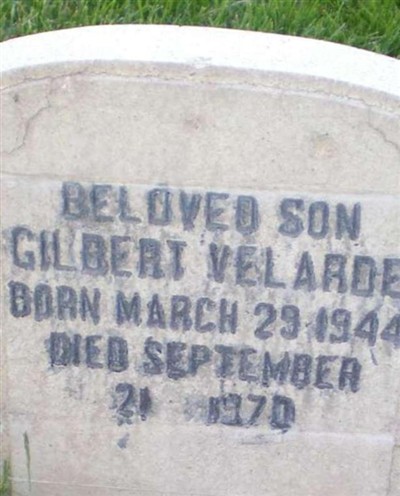 BELOVED SON
GILBERT VELARDE
BORN MARCH 29 1944
DIED SEPTEMBER
21 1970